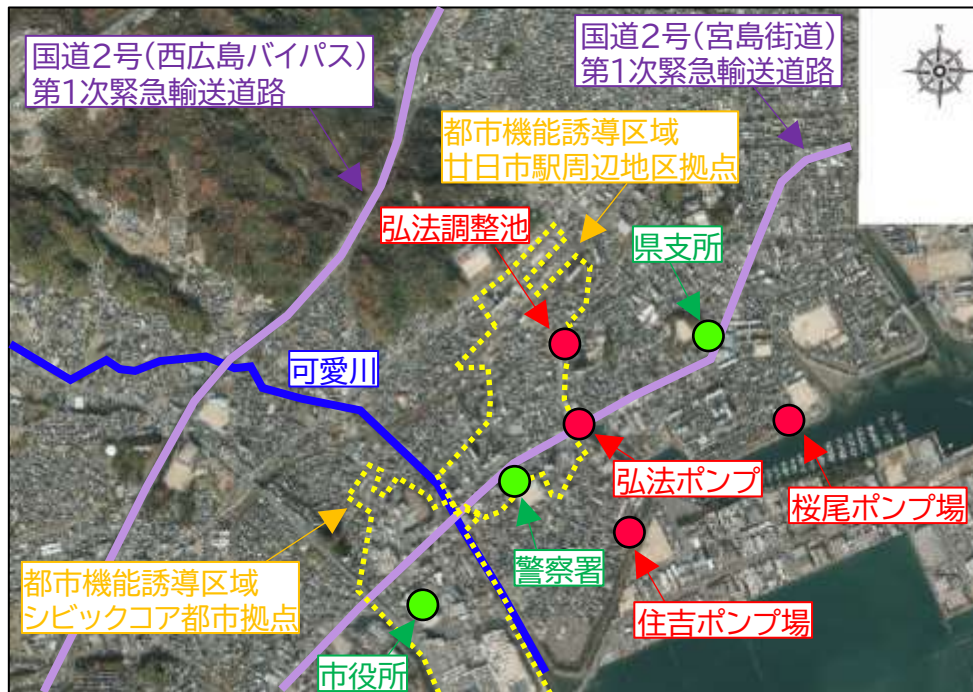 国道2号(西広島バイパス)
第1次緊急輸送道路
国道2号(宮島街道)
第1次緊急輸送道路
N
都市機能誘導区域
廿日市駅周辺地区拠点
弘法調整池
県支所
可愛川
弘法ポンプ
桜尾ポンプ場
警察署
都市機能誘導区域
シビックコア都市拠点
住吉ポンプ場
市役所